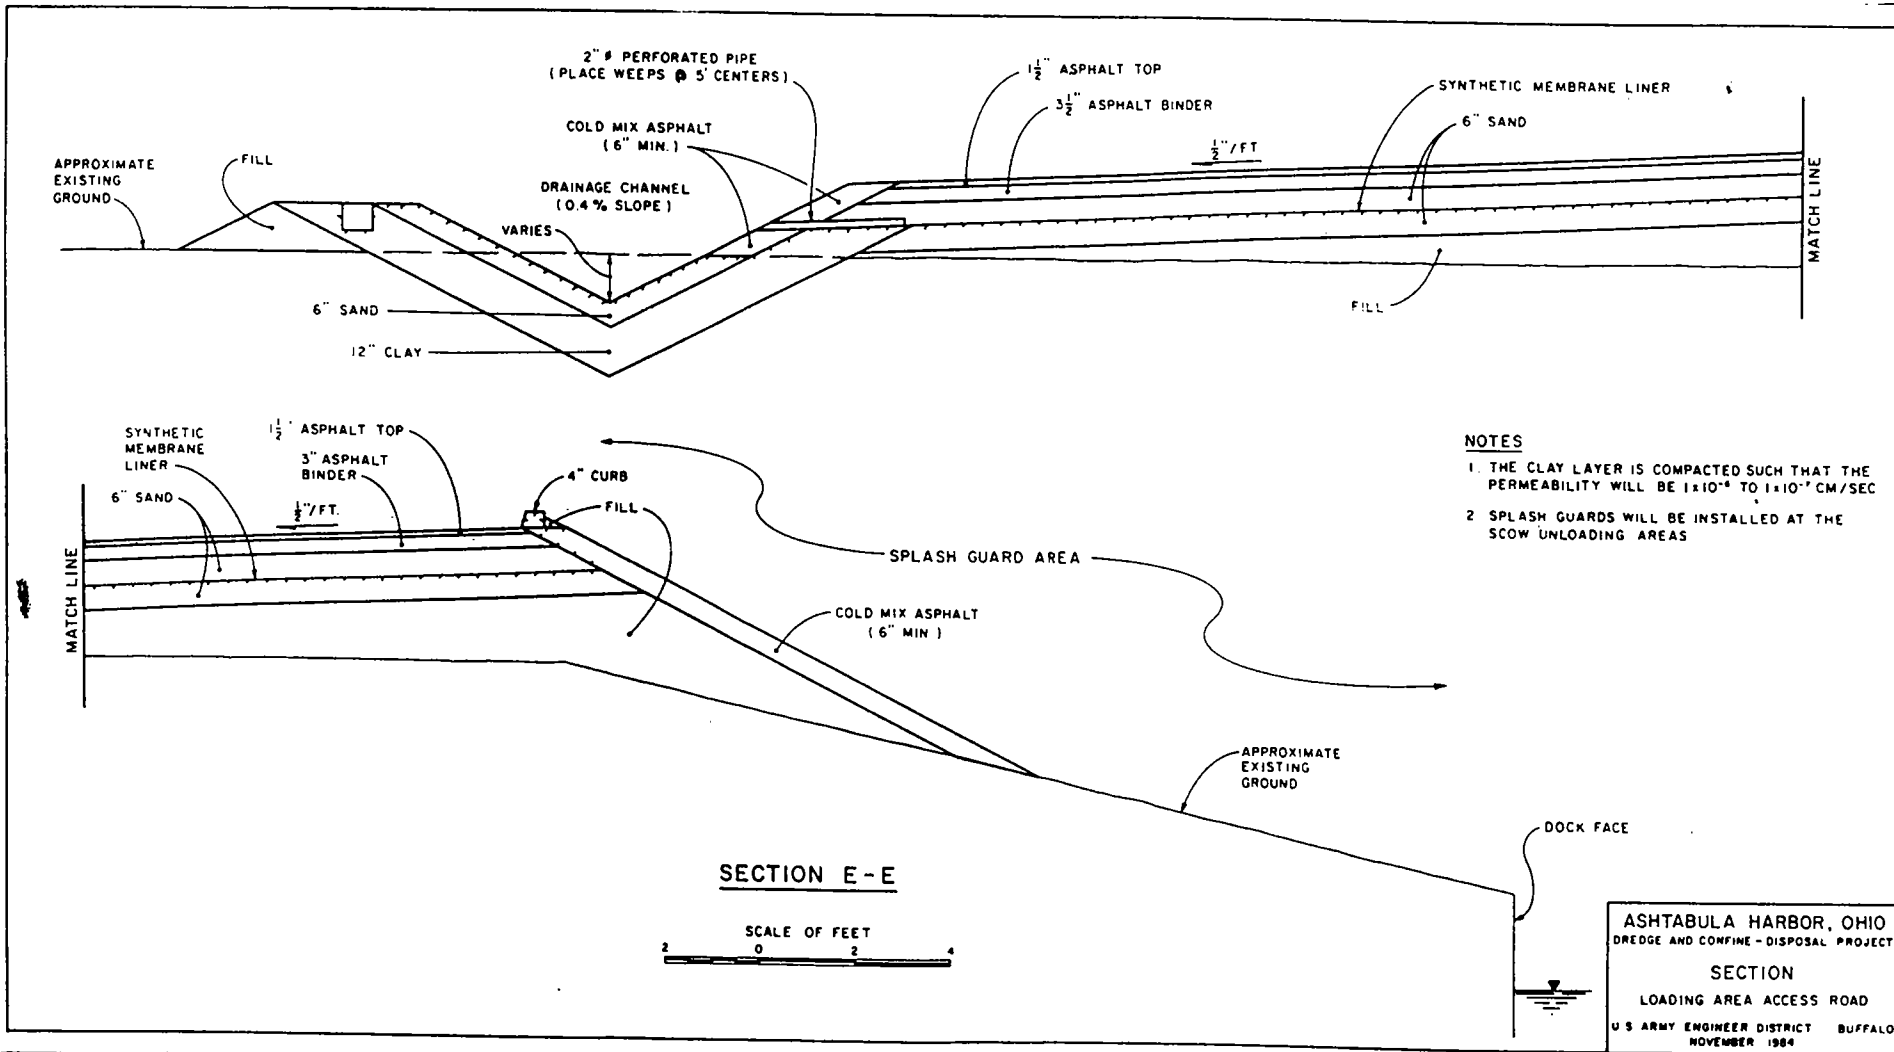 2" ø PERFORATED PIPE
(PLACE WEEPS @ 5' CENTERS)
1 1/2" ASPHALT TOP
3 1/2" ASPHALT BINDER
SYNTHETIC MEMBRANE LINER
6" SAND
COLD MIX ASPHALT
(6" MIN.)
1/2"/FT
APPROXIMATE
EXISTING
GROUND
FILL
DRAINAGE CHANNEL
(0.4% SLOPE)
VARIES
MATCH LINE
6" SAND
FILL
12" CLAY
SYNTHETIC
MEMBRANE
LINER
1 1/2" ASPHALT TOP
3" ASPHALT
BINDER
4" CURB
6" SAND
1/2"/FT.
FILL
MATCH LINE
SPLASH GUARD AREA
COLD MIX ASPHALT
(6" MIN)
NOTES
1. THE CLAY LAYER IS COMPACTED SUCH THAT THE
PERMEABILITY WILL BE 1x10⁻⁶ TO 1x10⁻⁷ CM/SEC
2 SPLASH GUARDS WILL BE INSTALLED AT THE
SCOW UNLOADING AREAS
APPROXIMATE
EXISTING
GROUND
DOCK FACE
SECTION E-E
SCALE OF FEET
2 0 2 4
ASHTABULA HARBOR, OHIO
DREDGE AND CONFINE-DISPOSAL PROJECT
SECTION
LOADING AREA ACCESS ROAD
U S ARMY ENGINEER DISTRICT BUFFALO
NOVEMBER 1984